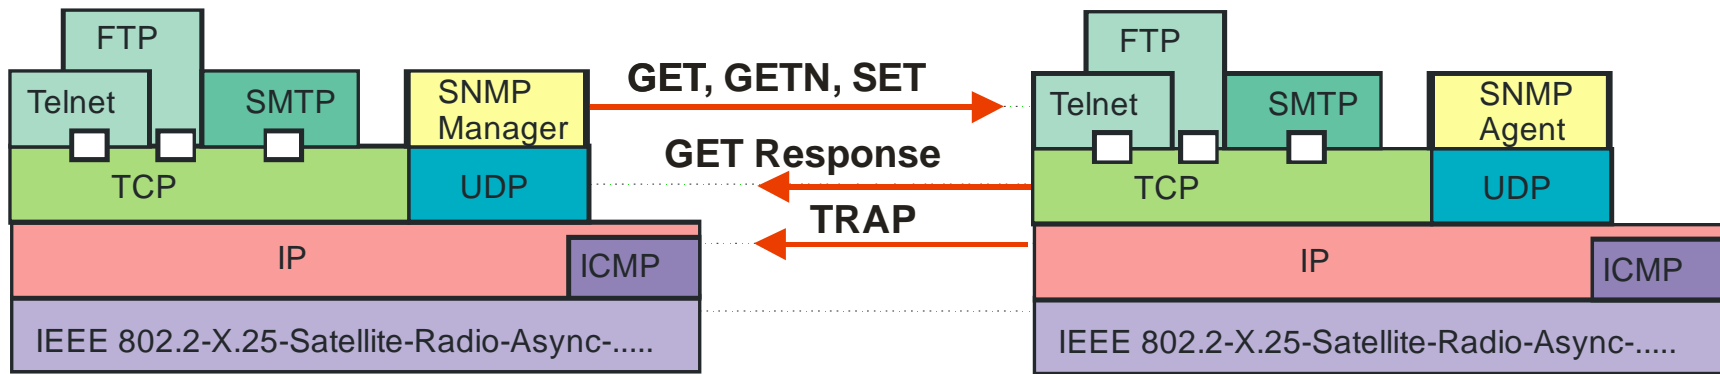 FTP
Telnet
SMTP
SNMP
Manager
TCP
UDP
IP
ICMP
IEEE 802.2-X.25-Satellite-Radio-Async-.....
GET, GETN, SET
GET Response
TRAP
FTP
Telnet
SMTP
SNMP
Agent
TCP
UDP
IP
ICMP
IEEE 802.2-X.25-Satellite-Radio-Async-.....